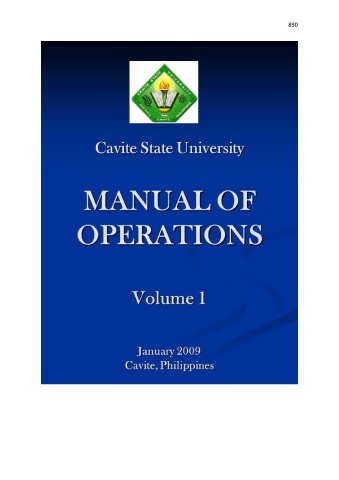 890
Cavite State University
MANUAL OF
OPERATIONS
Volume 1
January 2009
Cavite, Philippines